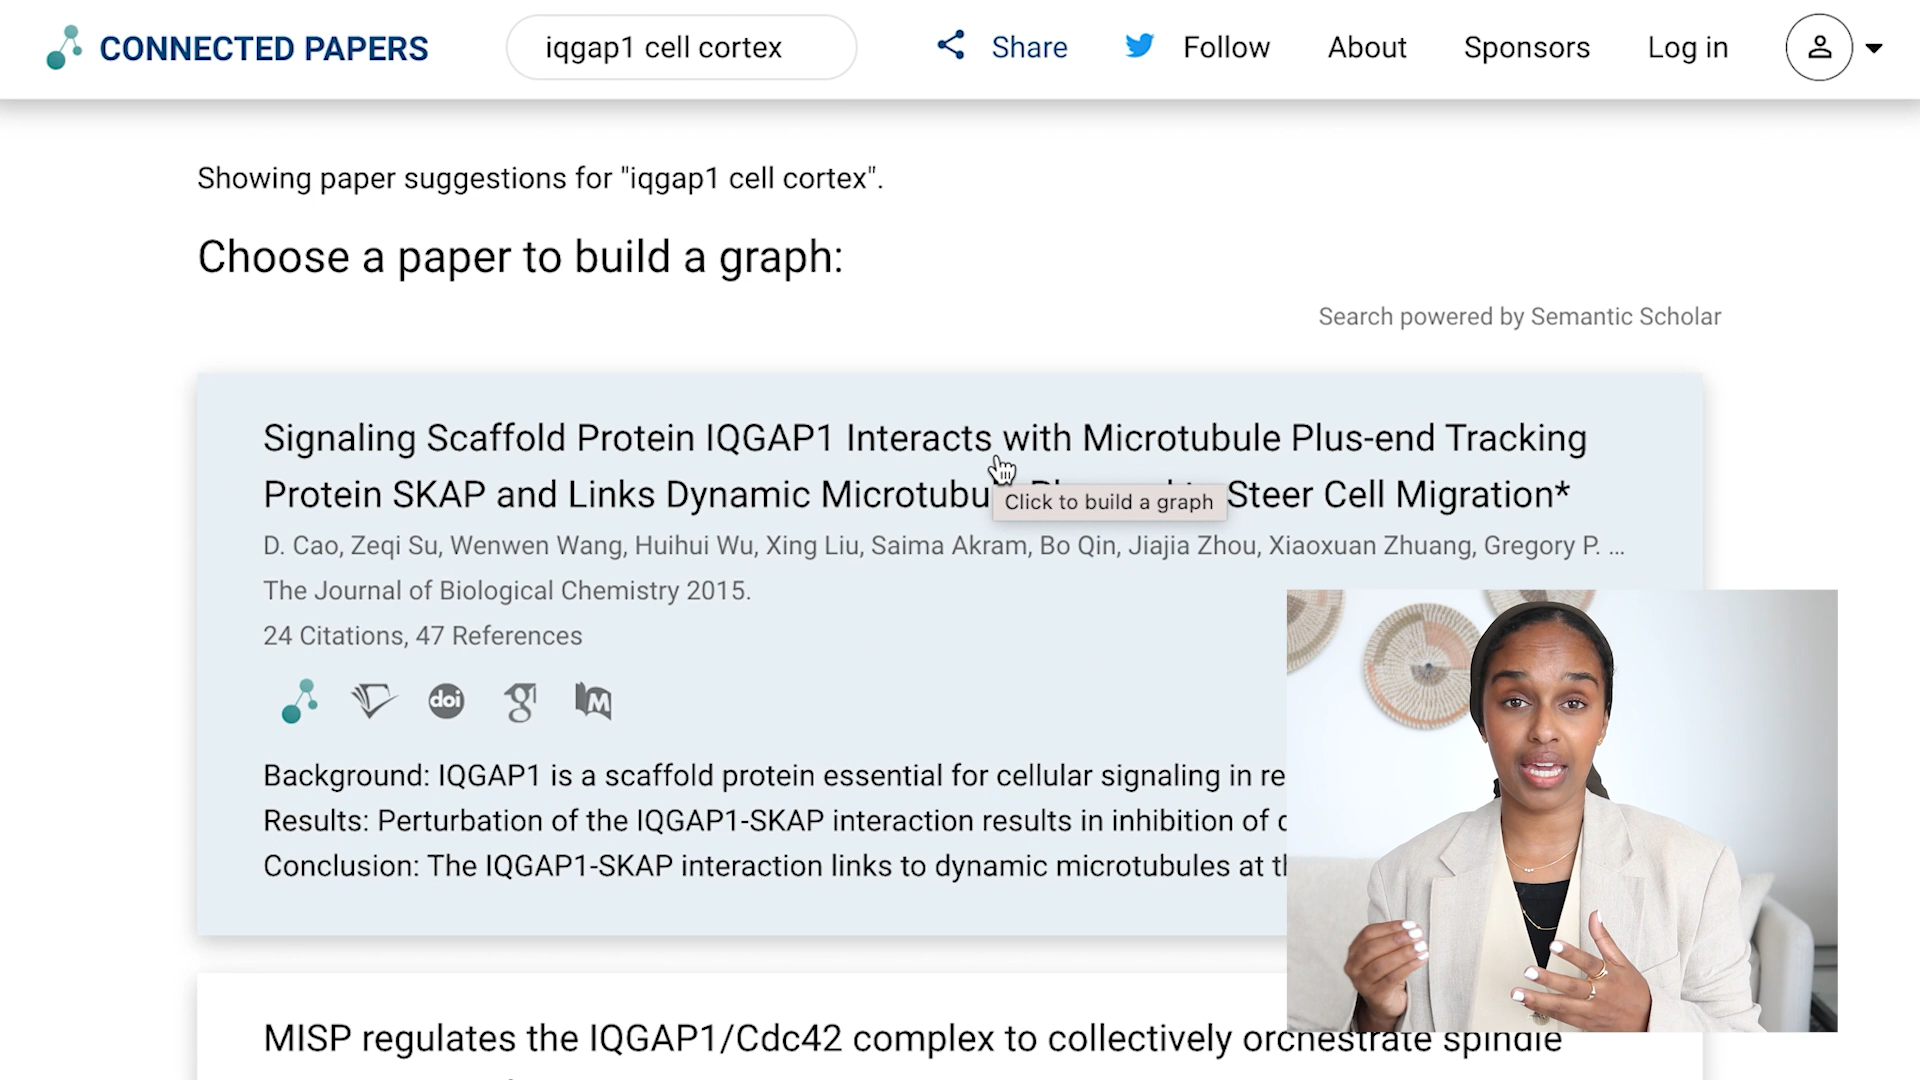 CONNECTED PAPERS
iqgap1 cell cortex
Share
Follow
About
Sponsors
Log in
Showing paper suggestions for "iqgap1 cell cortex".
Choose a paper to build a graph:
Search powered by Semantic Scholar
Signaling Scaffold Protein IQGAP1 Interacts with Microtubule Plus-end Tracking
Protein SKAP and Links Dynamic Steer Cell Migration*
Click to build a graph
D. Cao, Zeqi Su, Wenwen Wang, Huihui Wu, Xing Liu, Saima Akram, Bo Qin, Jiajia Zhou, Xiaoxuan Zhuang, Gregory P. ...
The Journal of Biological Chemistry 2015.
24 Citations, 47 References
doi
g
M
Background: IQGAP1 is a scaffold protein essential for cellular signaling in re
Results: Perturbation of the IQGAP1-SKAP interaction results in inhibition of
Conclusion: The IQGAP1-SKAP interaction links to dynamic microtubules at
MISP regulates the IQGAP1/Cdc42 complex to collectively orchestrate spindle